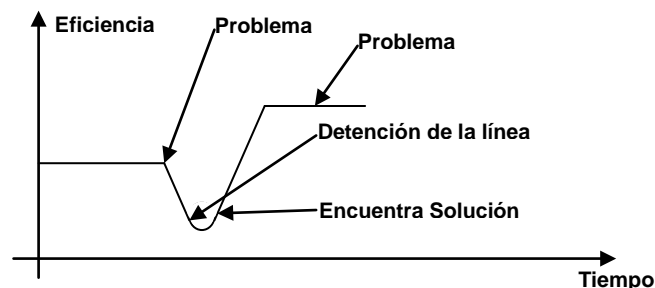 Eficiencia
Problema
Problema
Detención de la línea
Encuentra Solución
Tiempo